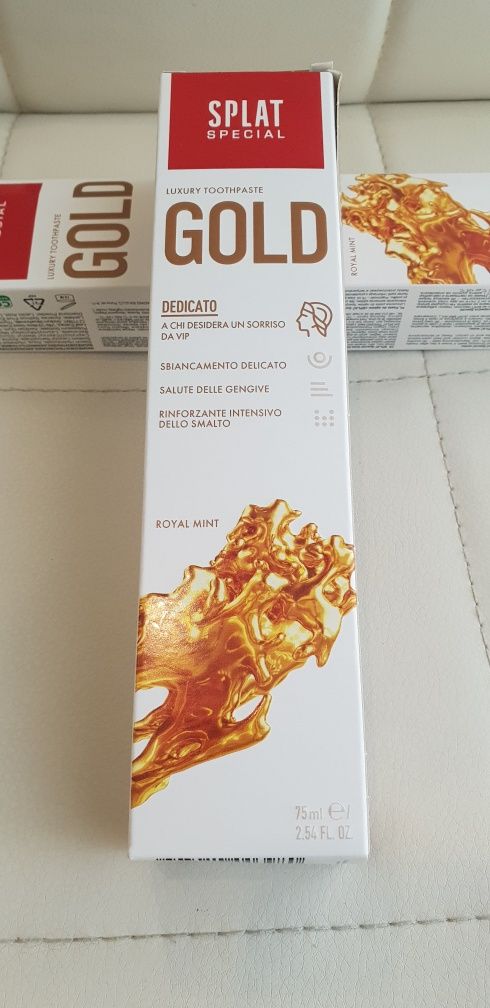 SPLAT
SPECIAL
LUXURY TOOTHPASTE
GOLD
DEDICATO
A CHI DESIDERA UN SORRISO
DA VIP
SBIANCAMENTO DELICATO
SALUTE DELLE GENGIVE
RINFORZANTE INTENSIVO
DELLO SMALTO
ROYAL MINT
75ml e/
2.54 FL. OZ.
LUXURY TOOTHPASTE
GOLD
ROYAL MINT